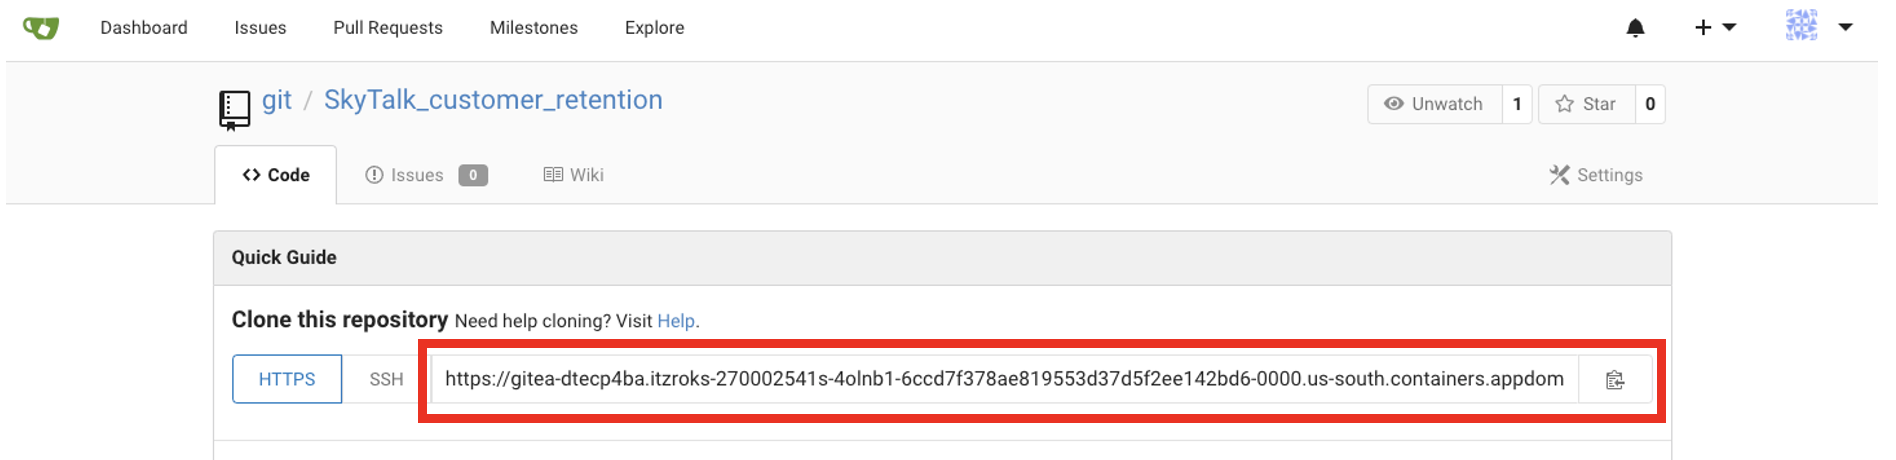 Dashboard Issues Pull Requests Milestones Explore
git / SkyTalk_customer_retention
Unwatch 1 Star 0
Code Issues 0 Wiki Settings
Quick Guide
Clone this repository Need help cloning? Visit Help.
HTTPS SSH https://gitea-dtecp4ba.itzroks-270002541s-4olnb1-6ccd7f378ae819553d37d5f2ee142bd6-0000.us-south.containers.appdom